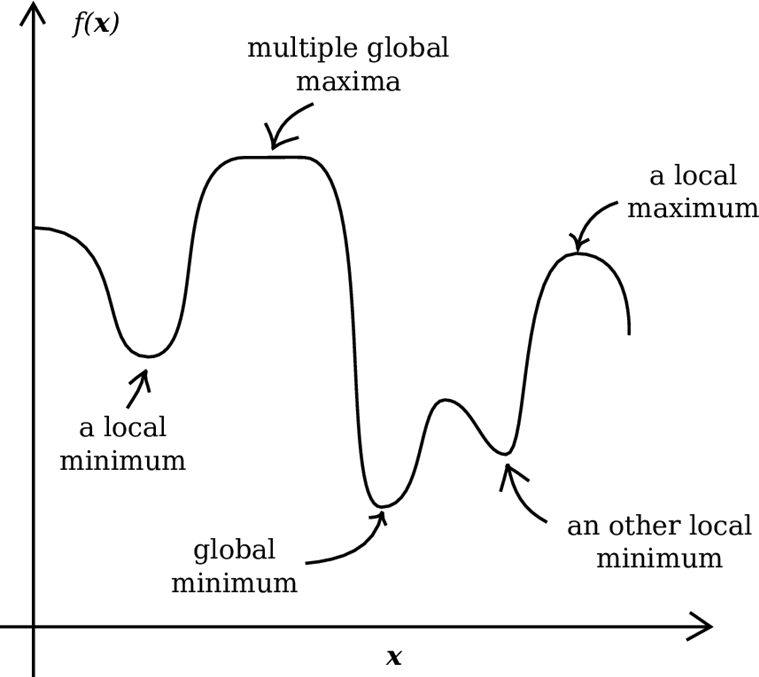 f(x)
multiple global
maxima
a local
maximum
a local
minimum
global
minimum
an other local
minimum
x